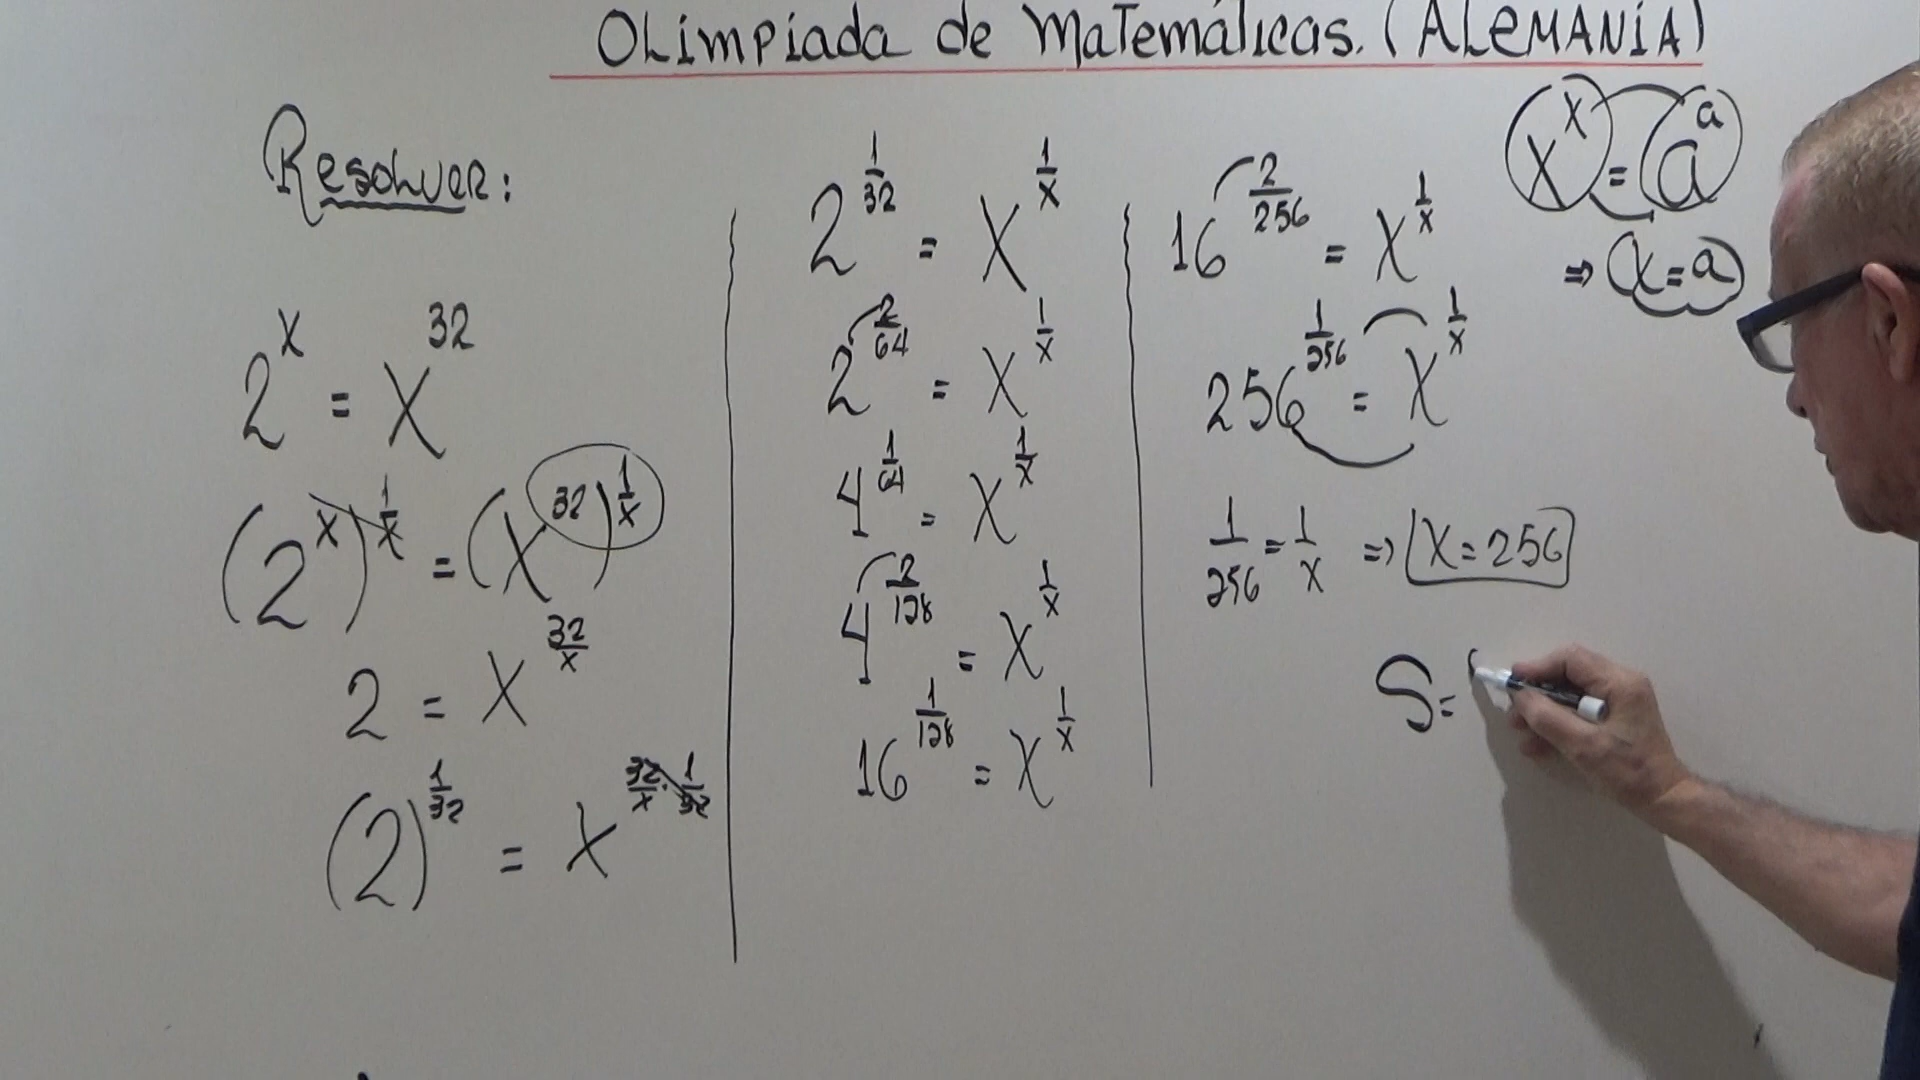 Olimpiada de Matemáticas. (ALEMANIA)
Resolver:
2^x = x^32
(2^x)^(1/x) = (x^32)^(1/x)
2 = x^(32/x)
(2)^(1/32) = x^(32/x · 1/32)
2^(1/32) = x^(1/x)
2^(2/64) = x^(1/x)
4^(1/64) = x^(1/x)
4^(2/128) = x^(1/x)
16^(1/128) = x^(1/x)
16^(2/256) = x^(1/x)
256^(1/256) = x^(1/x)
1/256 = 1/x => x = 256
S =
x^x = a^a
=> x = a